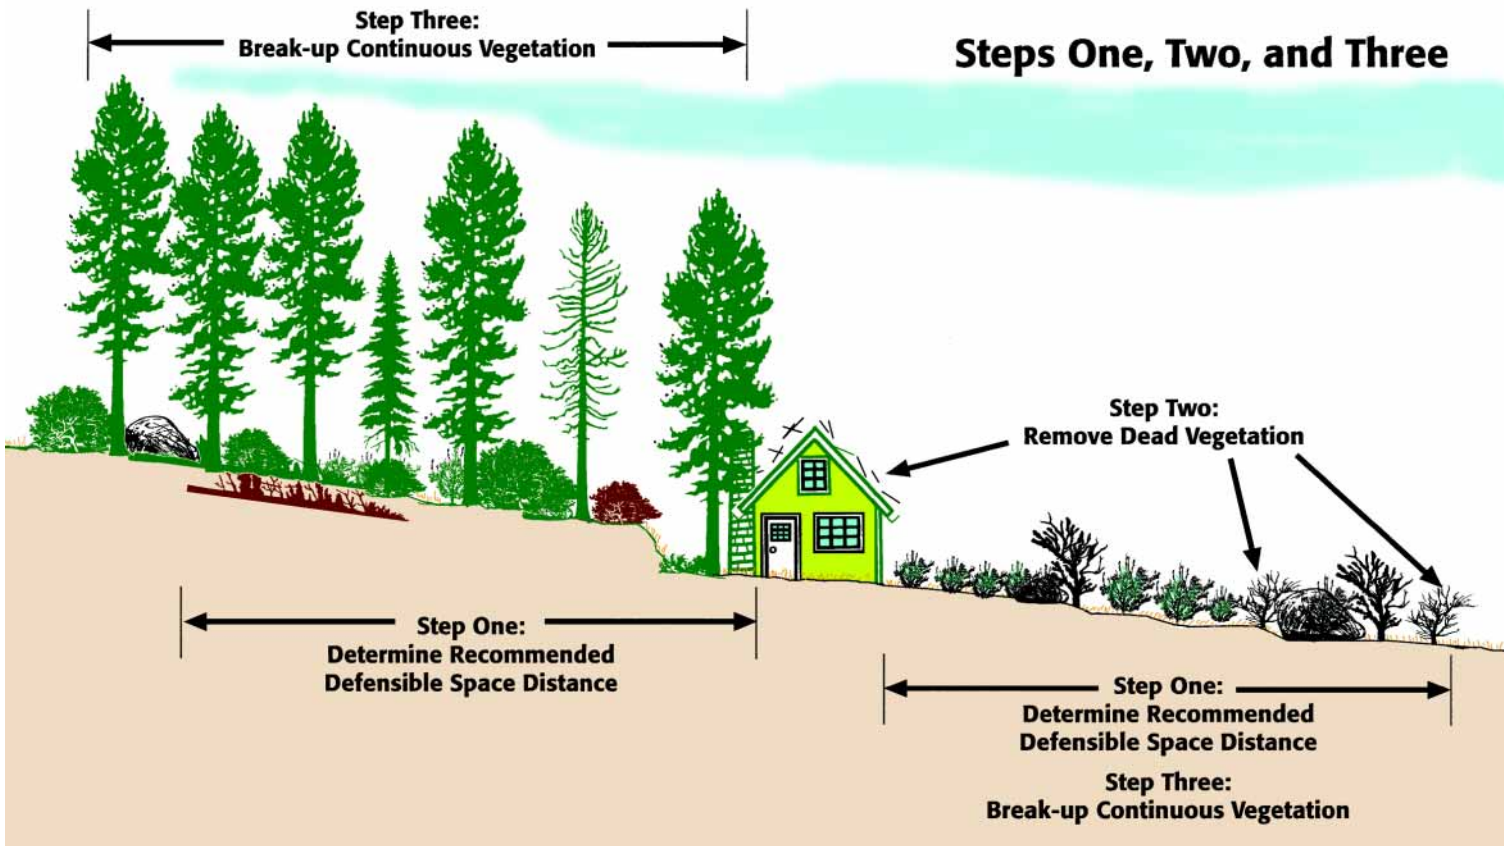 Step Three:
Break-up Continuous Vegetation
Steps One, Two, and Three
Step Two:
Remove Dead Vegetation
Step One:
Determine Recommended
Defensible Space Distance
Step One:
Determine Recommended
Defensible Space Distance
Step Three:
Break-up Continuous Vegetation